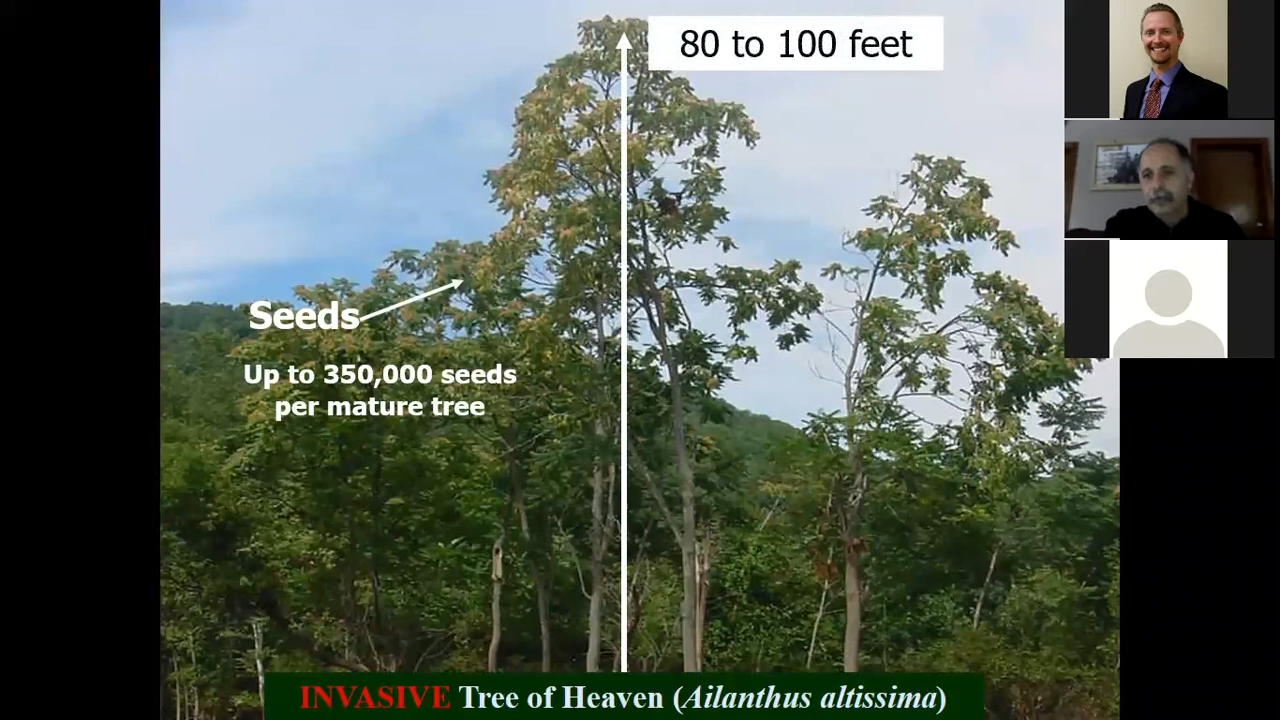 80 to 100 feet
Seeds
Up to 350,000 seeds
per mature tree
INVASIVE Tree of Heaven (Ailanthus altissima)